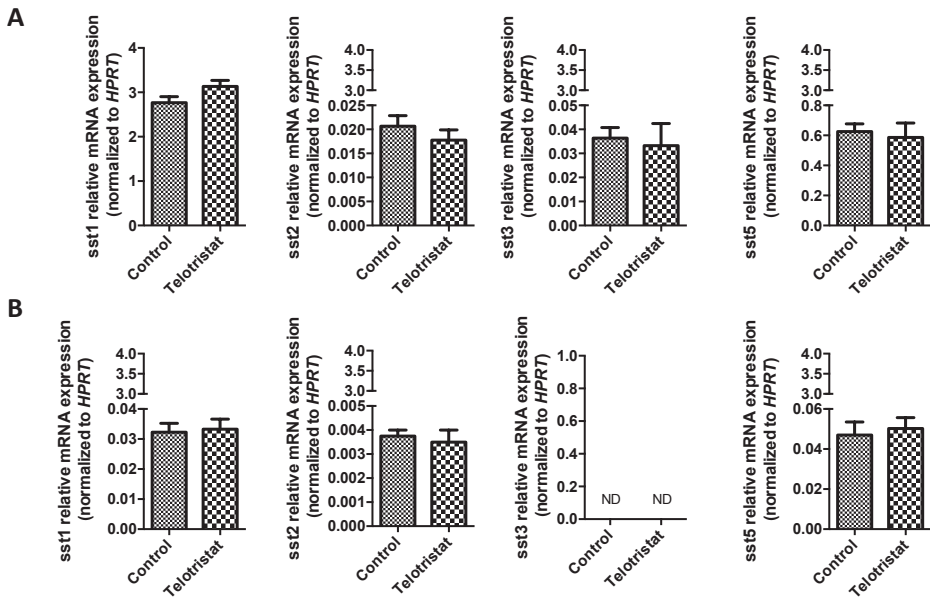 A
sst1 relative mRNA expression
(normalized to HPRT)
4
3
2
1
0
Control
Telotristat
sst2 relative mRNA expression
(normalized to HPRT)
4.0
3.5
3.0
0.025
0.020
0.015
0.010
0.005
0.000
Control
Telotristat
sst3 relative mRNA expression
(normalized to HPRT)
4.0
3.5
3.0
0.05
0.04
0.03
0.02
0.01
0.00
Control
Telotristat
sst5 relative mRNA expression
(normalized to HPRT)
4.0
3.5
3.0
0.8
0.6
0.4
0.2
0.0
Control
Telotristat
B
sst1 relative mRNA expression
(normalized to HPRT)
4.0
3.5
3.0
0.04
0.03
0.02
0.01
0.00
Control
Telotristat
sst2 relative mRNA expression
(normalized to HPRT)
4.0
3.5
3.0
0.005
0.004
0.003
0.002
0.001
0.000
Control
Telotristat
sst3 relative mRNA expression
(normalized to HPRT)
1.0
0.8
0.6
0.4
0.2
0.0
ND
ND
Control
Telotristat
sst5 relative mRNA expression
(normalized to HPRT)
4.0
3.5
3.0
0.06
0.04
0.02
0.00
Control
Telotristat